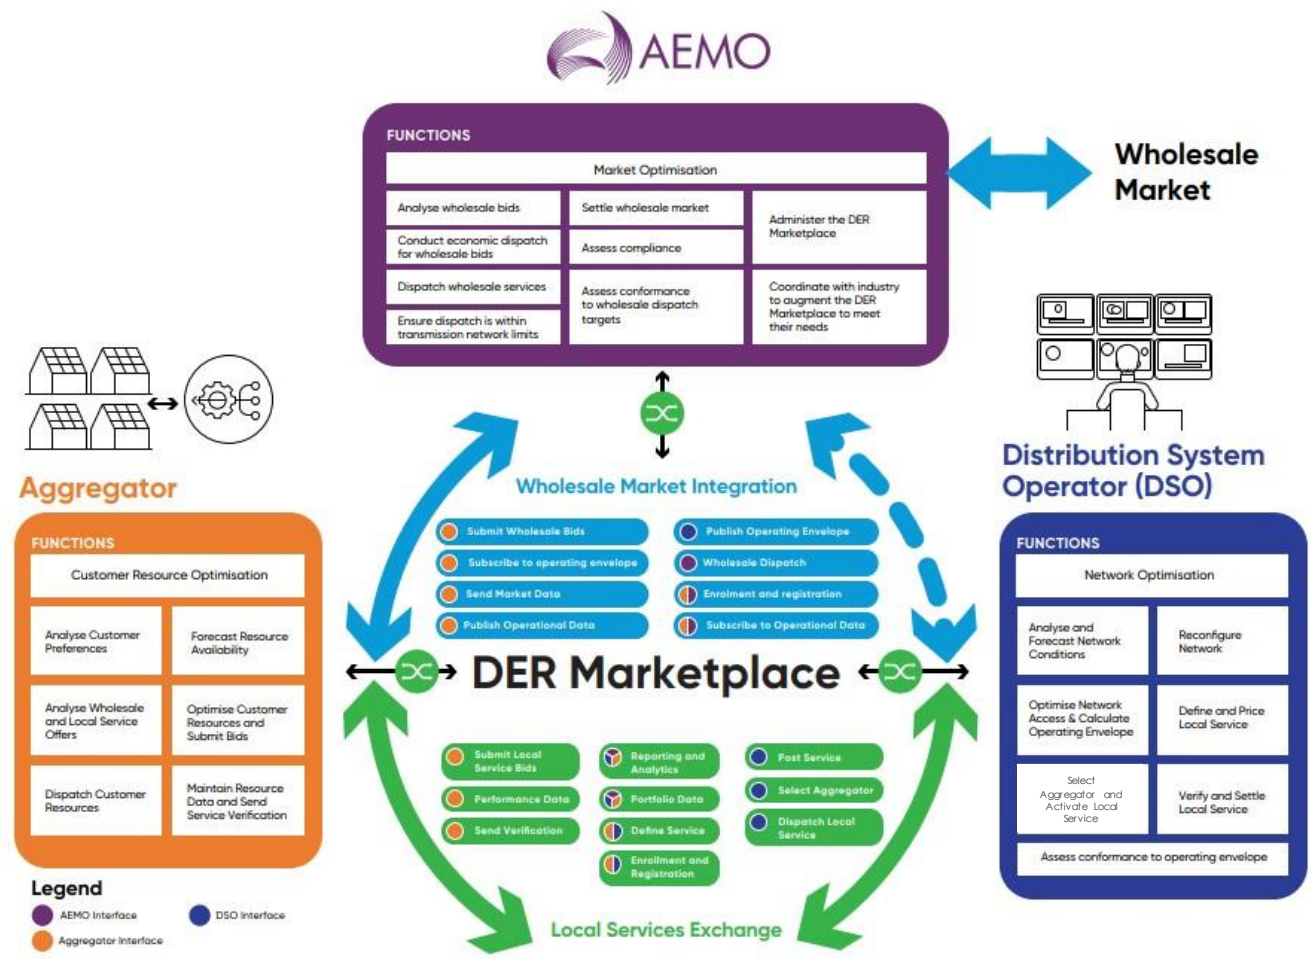 AEMO
FUNCTIONS
Market Optimisation
Analyse wholesale bids
Conduct economic dispatch
for wholesale bids
Dispatch wholesale services
Ensure dispatch is within
transmission network limits
Settle wholesale market
Assess compliance
Assess conformance
to wholesale dispatch
targets
Administer the DER
Marketplace
Coordinate with industry
to augment the DER
Marketplace to meet
their needs
Wholesale
Market
Aggregator
FUNCTIONS
Customer Resource Optimisation
Analyse Customer
Preferences
Forecast Resource
Availability
Analyse Wholesale
and Local Service
Offers
Optimise Customer
Resources and
Submit Bids
Dispatch Customer
Resources
Maintain Resource
Data and Send
Service Verification
Wholesale Market Integration
Submit Wholesale Bids
Subscribe to operating envelope
Send Market Data
Publish Operational Data
Publish Operating Envelope
Wholesale Dispatch
Enrolment and registration
Subscribe to Operational Data
DER Marketplace
Submit Local
Service Bids
Performance Data
Send Verification
Reporting and
Analytics
Portfolio Data
Define Service
Enrollment and
Registration
Post Service
Select Aggregator
Dispatch Local
Service
Local Services Exchange
Distribution System
Operator (DSO)
FUNCTIONS
Network Optimisation
Analyse and
Forecast Network
Conditions
Reconfigure
Network
Optimise Network
Access & Calculate
Operating Envelope
Define and Price
Local Service
Select
Aggregator and
Activate Local
Service
Verify and Settle
Local Service
Assess conformance to operating envelope
Legend
AEMO Interface
DSO Interface
Aggregator Interface